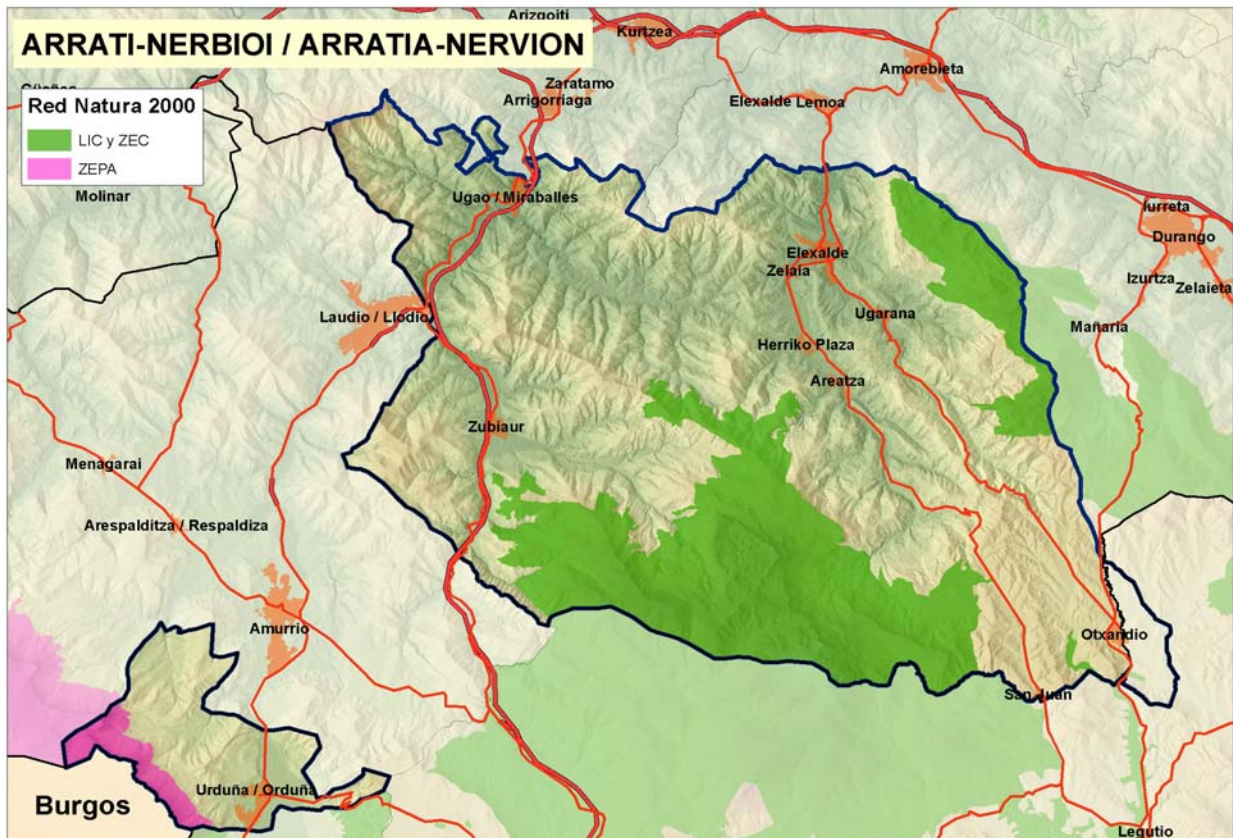 ARRATI-NERBIOI / ARRATIA-NERVION
Red Natura 2000
LIC y ZEC
ZEPA
Arizgoiti
Kurtzea
Amorebieta
Zaratamo
Arrigorriaga
Elexalde Lemoa
Molinar
Ugao / Miraballes
Iurreta
Durango
Elexalde
Zelaia
Izurtza
Zelaieta
Laudio / Llodio
Ugarana
Mañaria
Herriko Plaza
Areatza
Zubiaur
Menagarai
Arespalditza / Respaldiza
Amurrio
Otxandio
San Juan
Urduña / Orduña
Burgos
Legutio